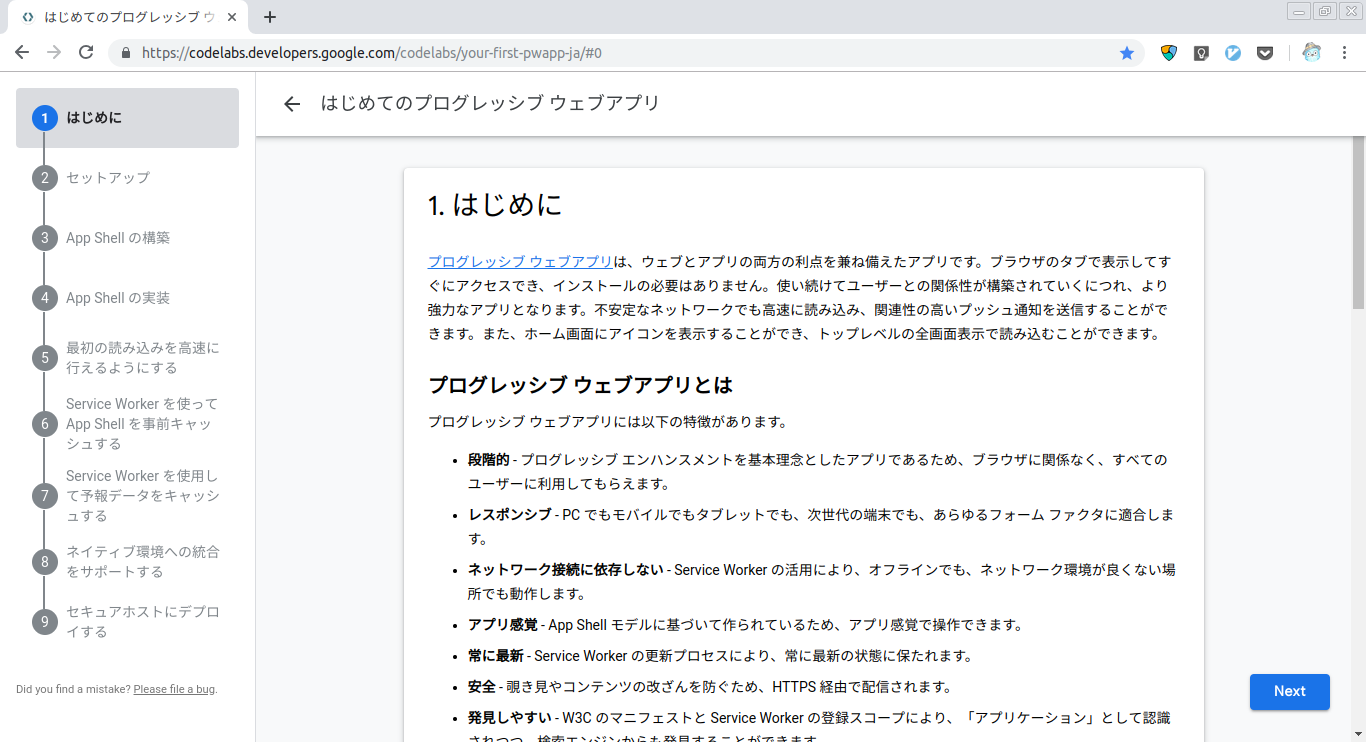 はじめてのプログレッシブ ウ
https://codelabs.developers.google.com/codelabs/your-first-pwapp-ja/#0
はじめてのプログレッシブ ウェブアプリ
1 はじめに
2 セットアップ
3 App Shell の構築
4 App Shell の実装
5 最初の読み込みを高速に
行えるようにする
6 Service Worker を使って
App Shell を事前キャッ
シュする
7 Service Worker を使用し
て予報データをキャッシ
ュする
8 ネイティブ環境への統合
をサポートする
9 セキュアホストにデプロ
イする
Did you find a mistake? Please file a bug.
1. はじめに
プログレッシブ ウェブアプリは、ウェブとアプリの両方の利点を兼ね備えたアプリです。ブラウザのタブで表示してす
ぐにアクセスでき、インストールの必要はありません。使い続けてユーザーとの関係性が構築されていくにつれ、より
強力なアプリとなります。不安定なネットワークでも高速に読み込み、関連性の高いプッシュ通知を送信することがで
きます。また、ホーム画面にアイコンを表示することができ、トップレベルの全画面表示で読み込むことができます。
プログレッシブ ウェブアプリとは
プログレッシブ ウェブアプリには以下の特徴があります。
• 段階的 - プログレッシブ エンハンスメントを基本理念としたアプリであるため、ブラウザに関係なく、すべての
ユーザーに利用してもらえます。
• レスポンシブ - PC でもモバイルでもタブレットでも、次世代の端末でも、あらゆるフォーム ファクタに適合しま
す。
• ネットワーク接続に依存しない - Service Worker の活用により、オフラインでも、ネットワーク環境が良くない場
所でも動作します。
• アプリ感覚 - App Shell モデルに基づいて作られているため、アプリ感覚で操作できます。
• 常に最新 - Service Worker の更新プロセスにより、常に最新の状態に保たれます。
• 安全 - 覗き見やコンテンツの改ざんを防ぐため、HTTPS 経由で配信されます。
• 発見しやすい - W3C のマニフェストと Service Worker の登録スコープにより、「アプリケーション」として認識
されつつ、検索エンジンからも発見することができます。
Next